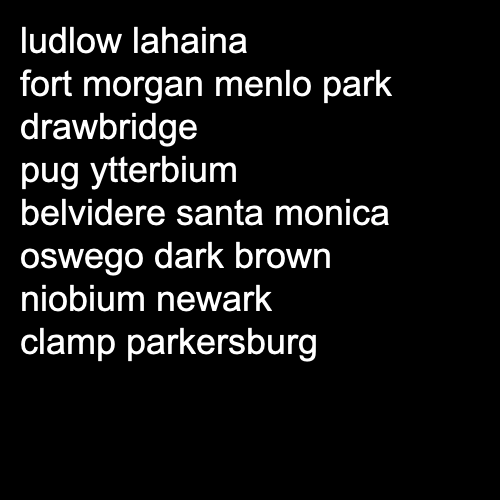 ludlow lahaina
fort morgan menlo park
drawbridge
pug ytterbium
belvidere santa monica
oswego dark brown
niobium newark
clamp parkersburg